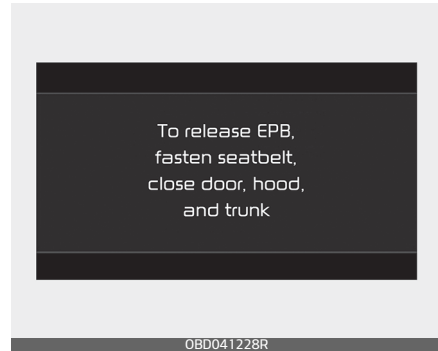 To release EPB,
fasten seatbelt,
close door, hood,
and trunk
OBD041228R